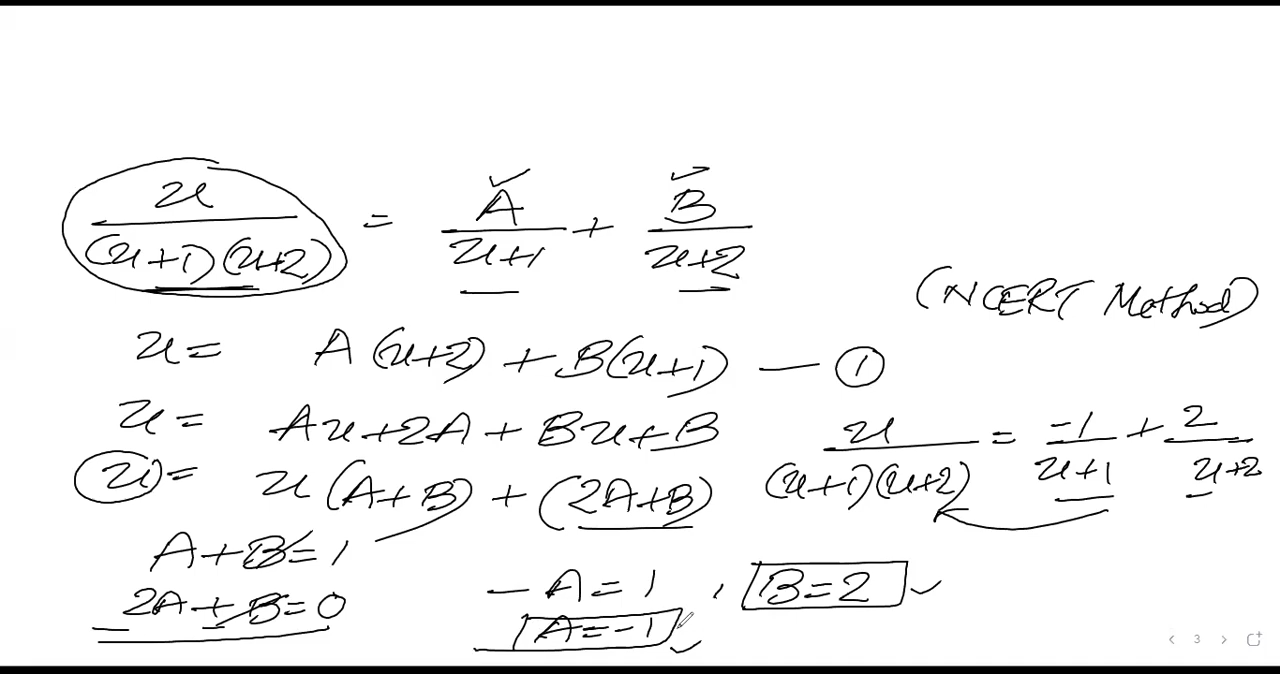 x/(x+1)(x+2) = A/x+1 + B/x+2
(NCERT Method)
x = A(x+2) + B(x+1) — ①
x = Ax+2A + Bx+B
x = x(A+B) + (2A+B)
x/(x+1)(x+2) = -1/x+1 + 2/x+2
A+B=1
2A+B=0
-A=1, B=2
A=-1
3